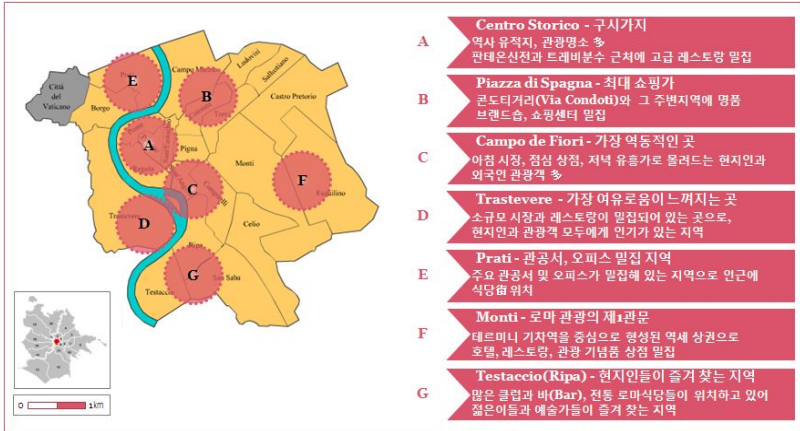 Città
del
Vaticano
Borgo
E
Campo
B
Ludovisi
Sallustiano
Castro Pretorio
A
Pigna
Monti
C
F
Esquilino
Trastevere
D
Celio
Ripa
G
San Saba
Testaccio
0 1km
A
Centro Storico - 구시가지
역사 유적지, 관광명소 多
판테온신전과 트레비분수 근처에 고급 레스토랑 밀집
B
Piazza di Spagna - 최대 쇼핑가
콘도티거리(Via Condoti)와 그 주변지역에 명품
브랜드숍, 쇼핑센터 밀집
C
Campo de Fiori - 가장 역동적인 곳
아침 시장, 점심 상점, 저녁 유흥가로 몰려드는 현지인과
외국인 관광객 多
D
Trastevere - 가장 여유로움이 느껴지는 곳
소규모 시장과 레스토랑이 밀집되어 있는 곳으로,
현지인과 관광객 모두에게 인기가 있는 지역
E
Prati - 관공서, 오피스 밀집 지역
주요 관공서 및 오피스가 밀집해 있는 지역으로 인근에
식당街 위치
F
Monti - 로마 관광의 제1관문
테르미니 기차역을 중심으로 형성된 역세 상권으로
호텔, 레스토랑, 관광 기념품 상점 밀집
G
Testaccio(Ripa) - 현지인들이 즐겨 찾는 지역
많은 클럽과 바(Bar), 전통 로마식당들이 위치하고 있어
젊은이들과 예술가들이 즐겨 찾는 지역